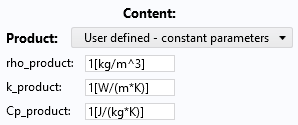 Content:
Product: User defined - constant parameters
rho_product: 1[kg/m^3]
k_product: 1[W/(m*K)]
Cp_product: 1[J/(kg*K)]